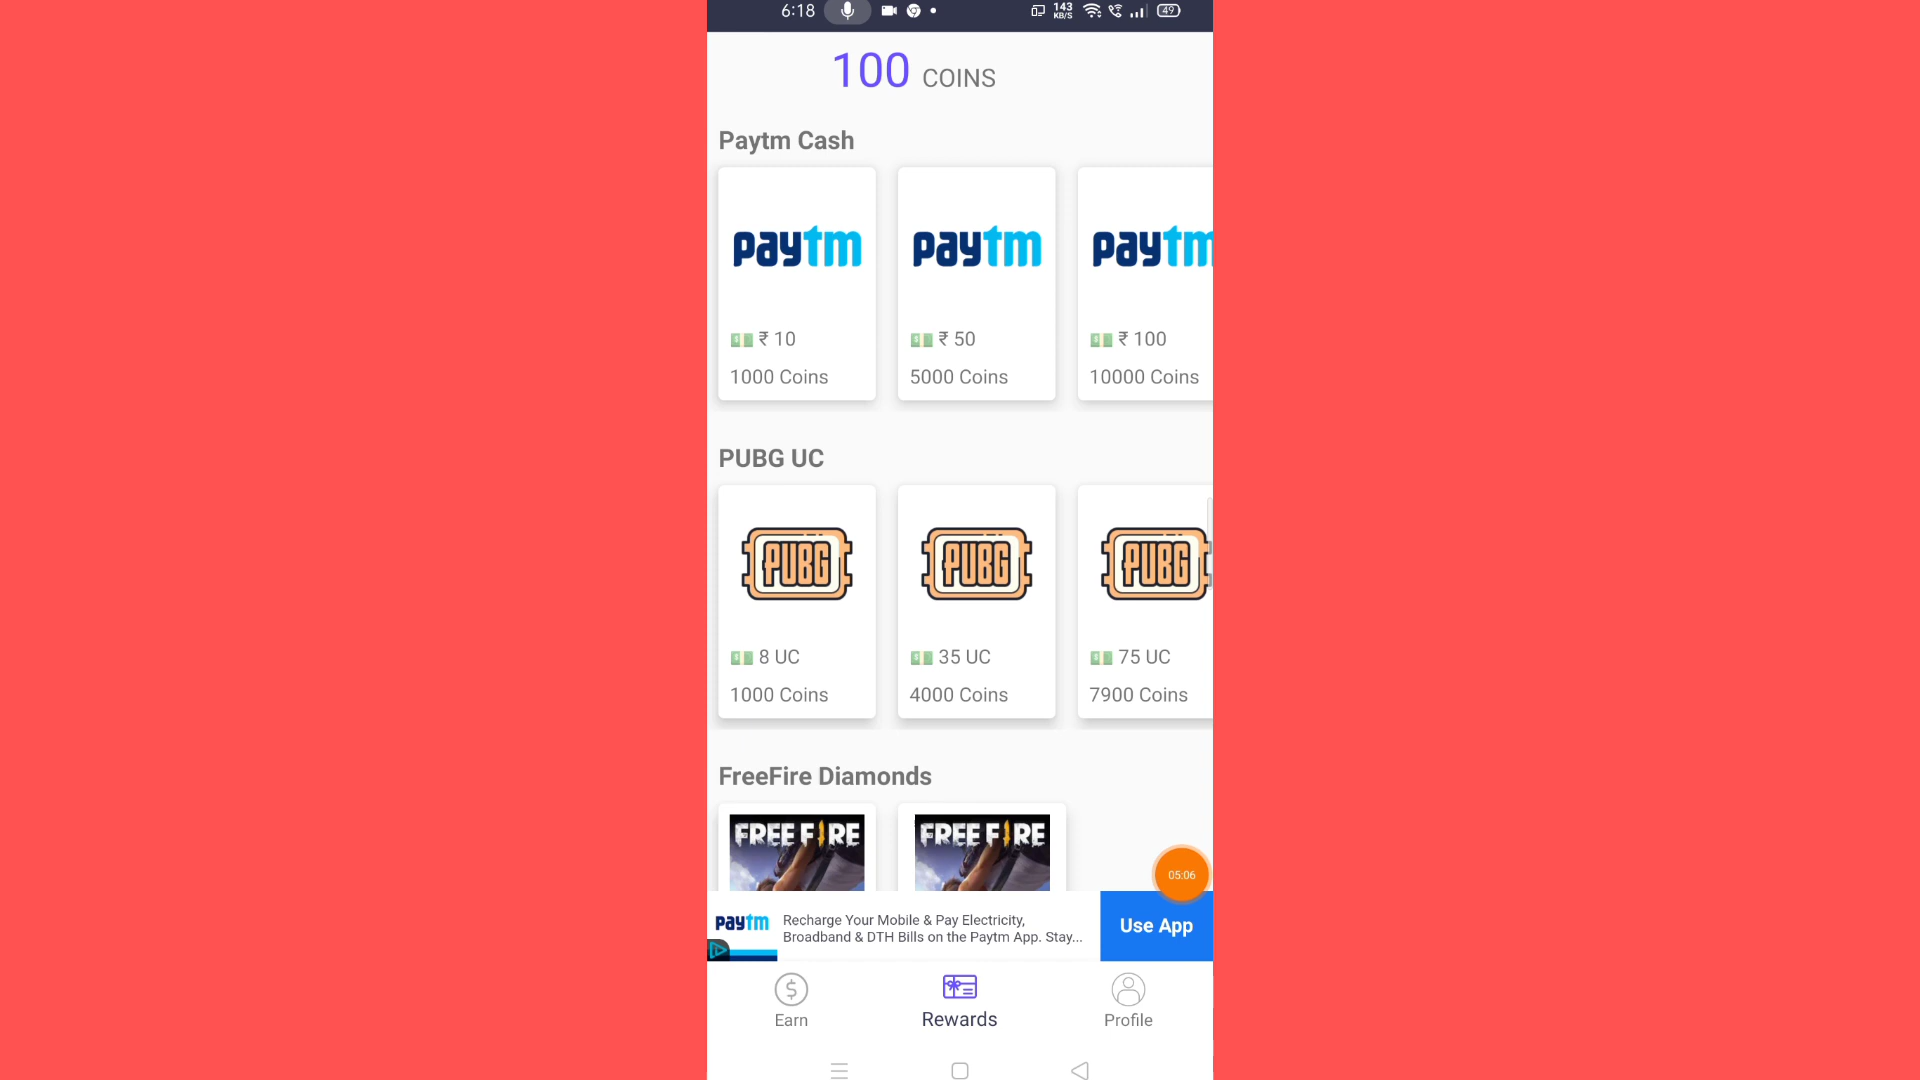 6:18 143 KB/S 49
100 COINS
Paytm Cash
paytm paytm paytm
₹ 10 ₹ 50 ₹ 100
1000 Coins 5000 Coins 10000 Coins
PUBG UC
PUBG PUBG PUBG
8 UC 35 UC 75 UC
1000 Coins 4000 Coins 7900 Coins
FreeFire Diamonds
FREE FIRE FREE FIRE
05:06
paytm Recharge Your Mobile & Pay Electricity,
Broadband & DTH Bills on the Paytm App. Stay...
Use App
Earn Rewards Profile